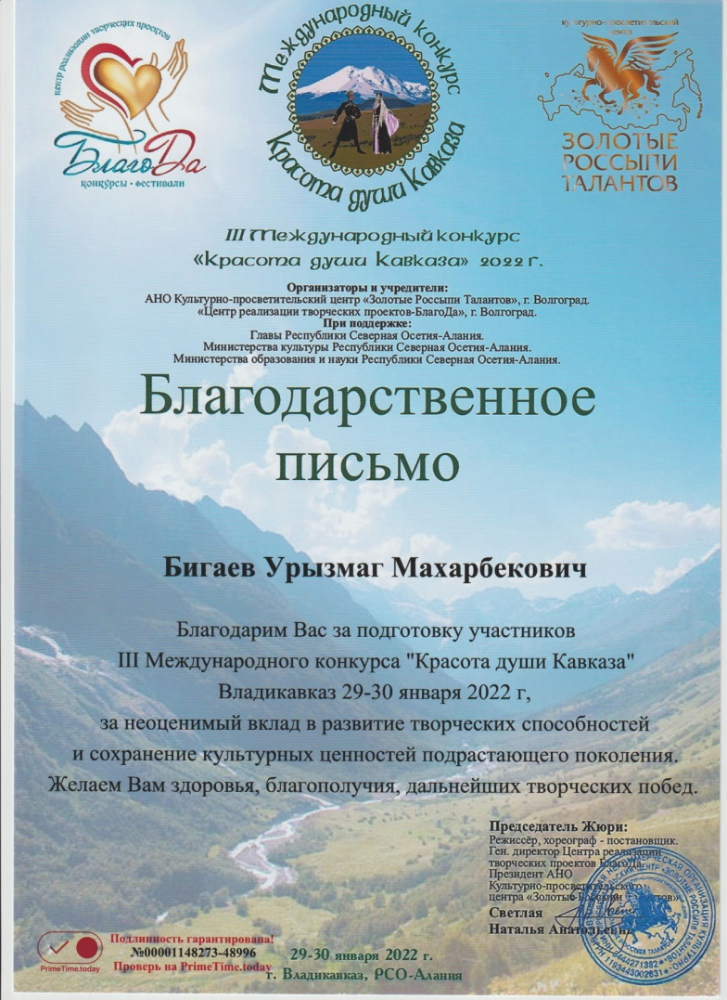 центр реализации творческих проектов
БлагоДа
конкурсы • фестивали
Международный конкурс
Красота души Кавказа
культурно-просветительский
центр
ЗОЛОТЫЕ
РОССЫПИ
ТАЛАНТОВ
III Международный конкурс
«Красота души Кавказа» 2022 г.
Организаторы и учредители:
АНО Культурно-просветительский центр «Золотые Россыпи Талантов», г. Волгоград.
«Центр реализации творческих проектов-БлагоДа», г. Волгоград.
При поддержке:
Главы Республики Северная Осетия-Алания.
Министерства культуры Республики Северная Осетия-Алания.
Министерства образования и науки Республики Северная Осетия-Алания.
Благодарственное
письмо
Бигаев Урызмаг Махарбекович
Благодарим Вас за подготовку участников
III Международного конкурса "Красота души Кавказа"
Владикавказ 29-30 января 2022 г,
за неоценимый вклад в развитие творческих способностей
и сохранение культурных ценностей подрастающего поколения.
Желаем Вам здоровья, благополучия, дальнейших творческих побед.
Председатель Жюри:
Режиссёр, хореограф - постановщик.
Ген. директор Центра реализации
творческих проектов БлагоДа.
Президент АНО
Культурно-просветительского
центра «Золотые Россыпи Талантов».
Светлая
Наталья Анатольевна
PrimeTime.today
Подлинность гарантирована!
№00001148273-48996
Проверь на PrimeTime.today
29-30 января 2022 г.
г. Владикавказ, РСО-Алания